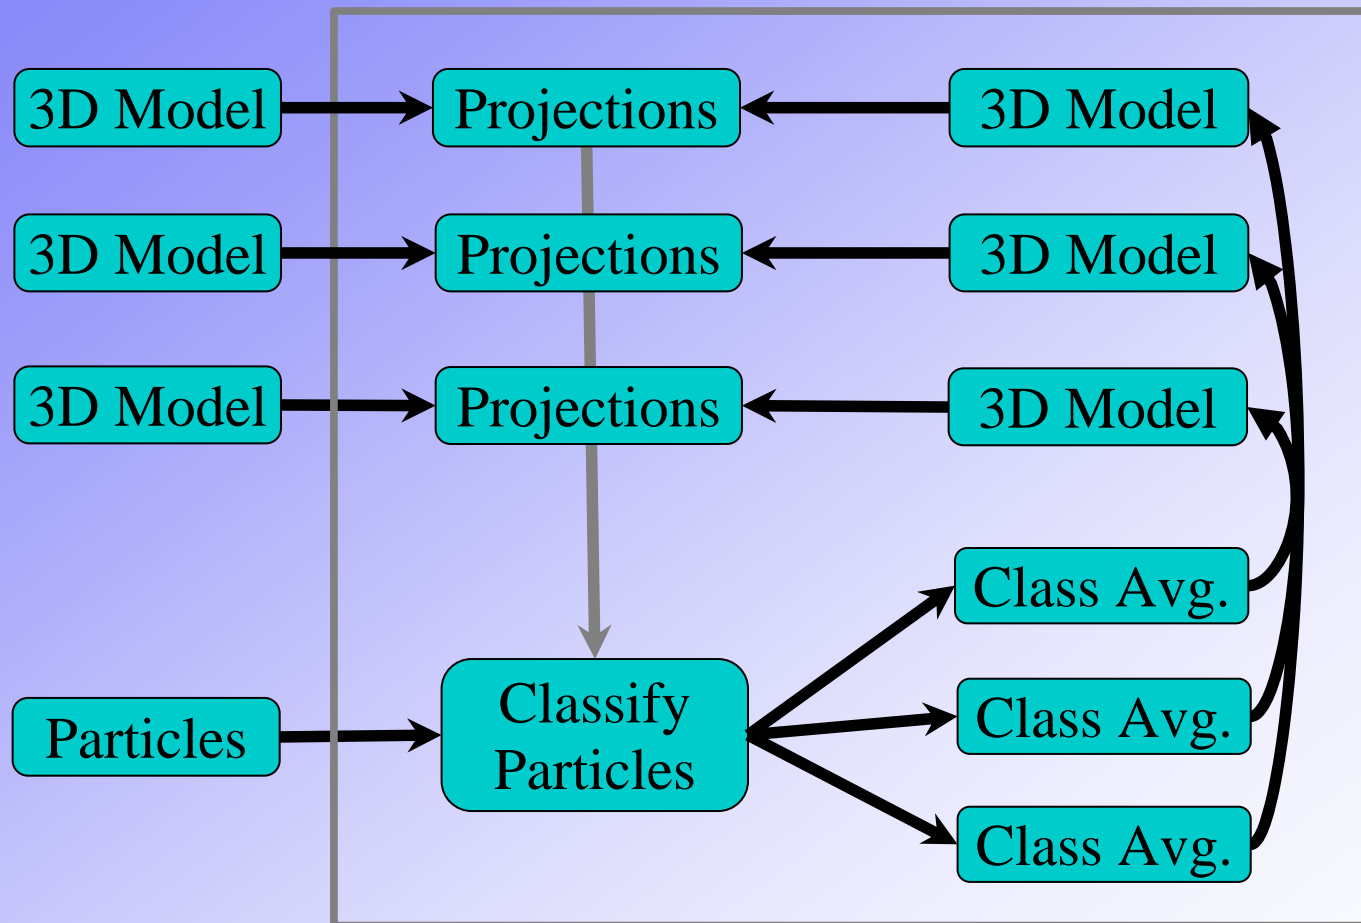 3D Model
Projections
3D Model
3D Model
Projections
3D Model
3D Model
Projections
3D Model
Class Avg.
Classify
Particles
Particles
Class Avg.
Class Avg.